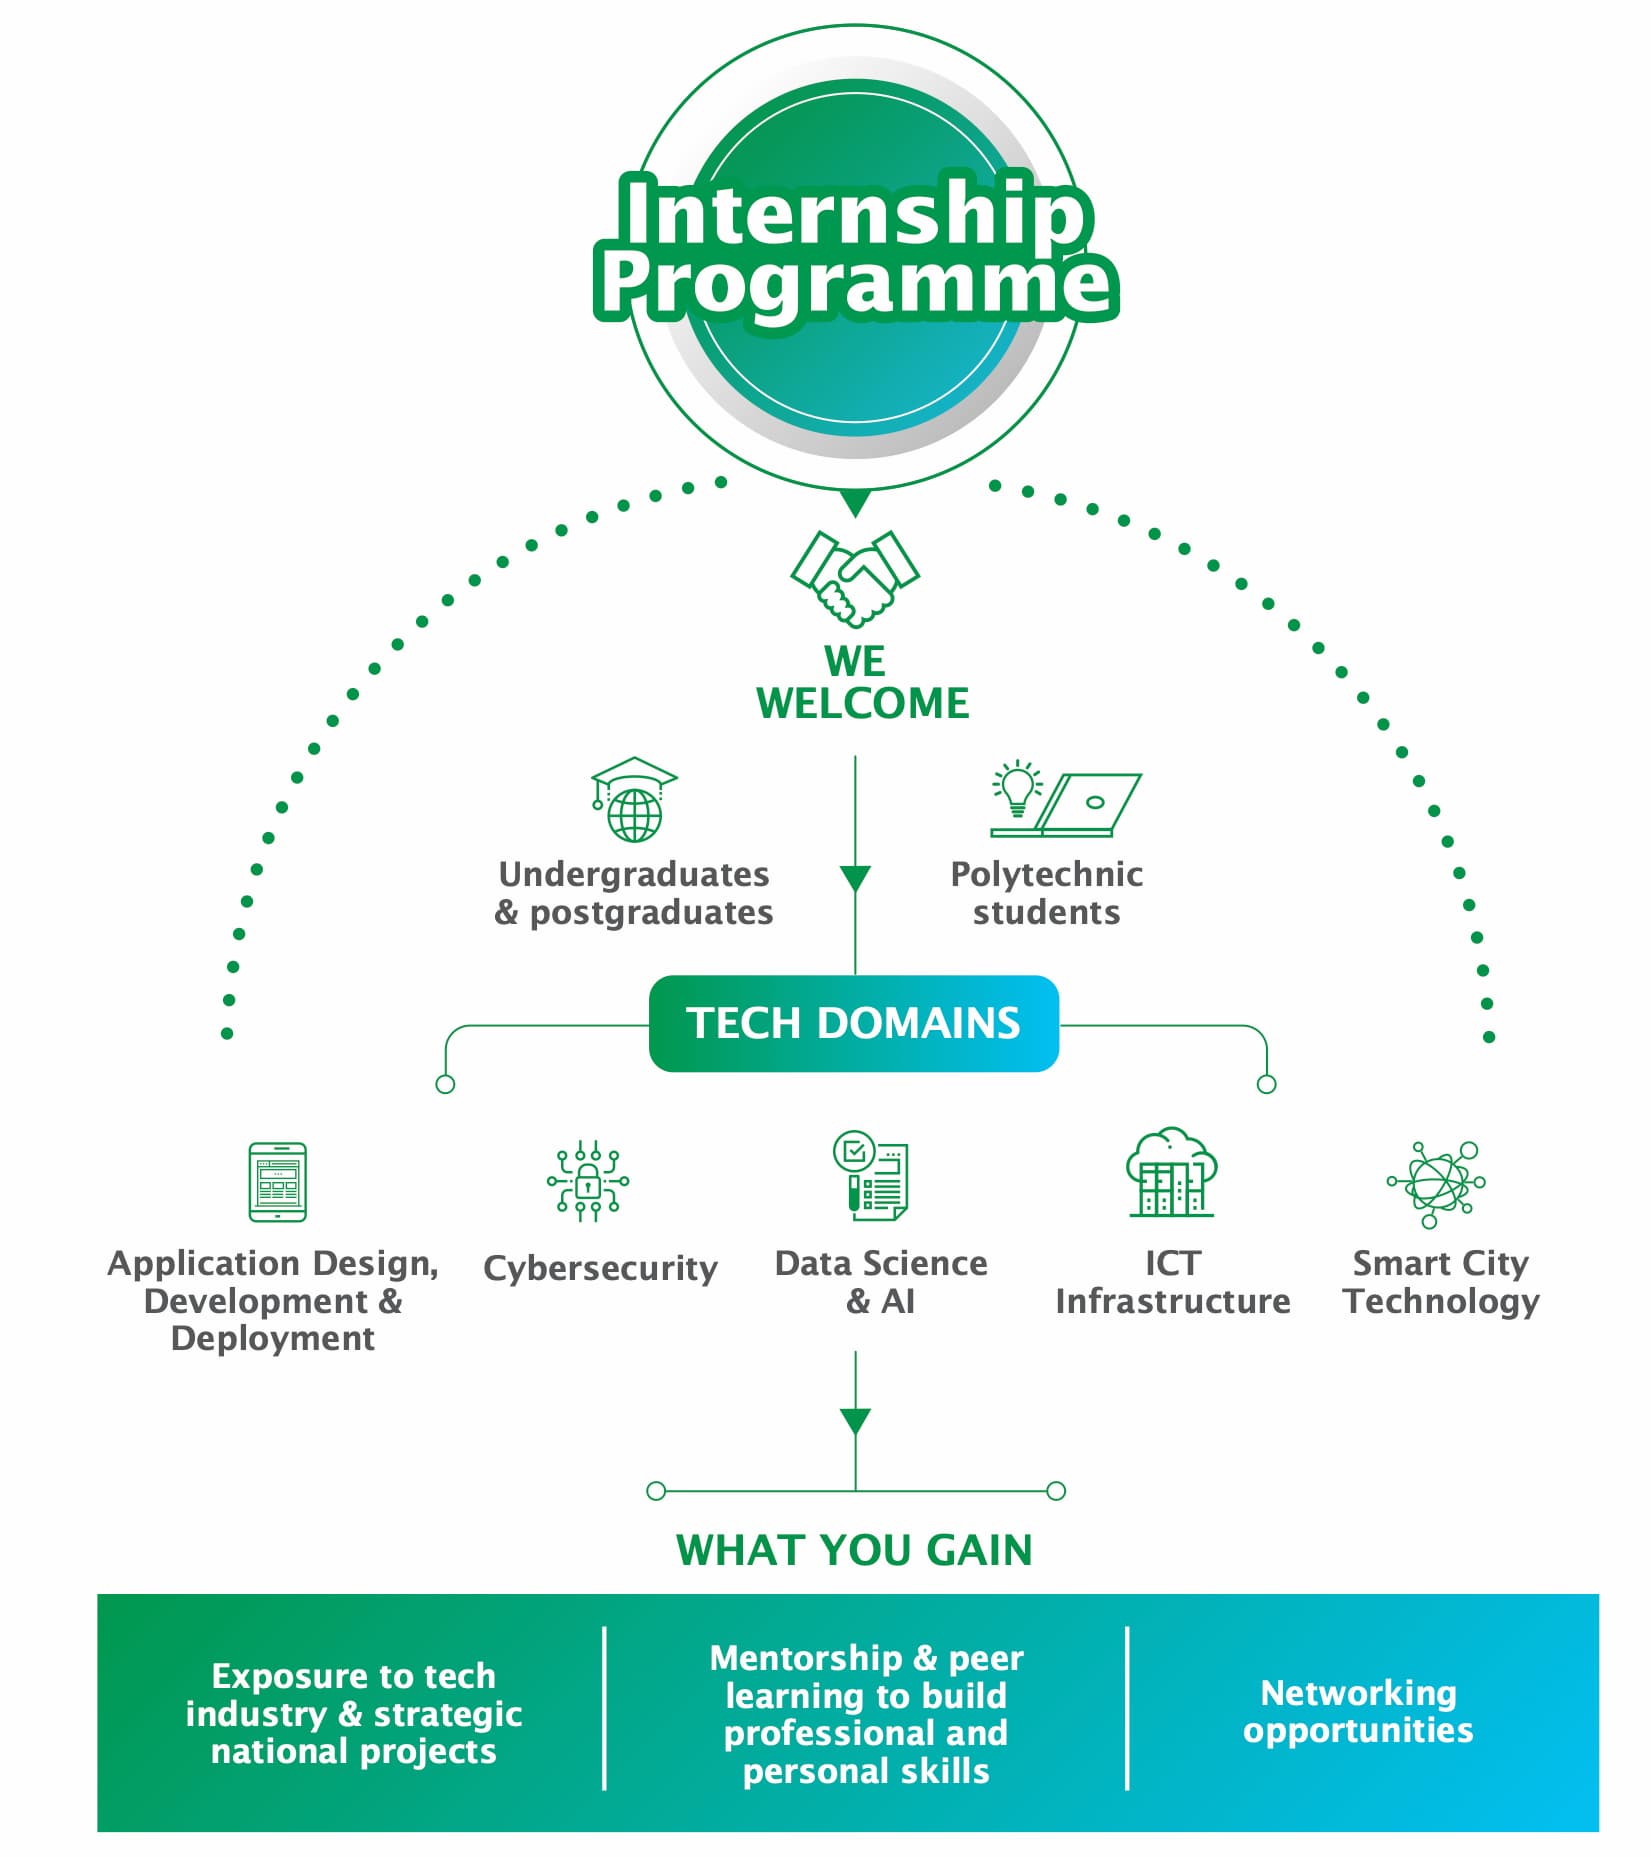 Internship
Programme
WE
WELCOME
Undergraduates
& postgraduates
Polytechnic
students
TECH DOMAINS
Application Design,
Development &
Deployment
Cybersecurity
Data Science
& AI
ICT
Infrastructure
Smart City
Technology
WHAT YOU GAIN
Exposure to tech
industry & strategic
national projects
Mentorship & peer
learning to build
professional and
personal skills
Networking
opportunities